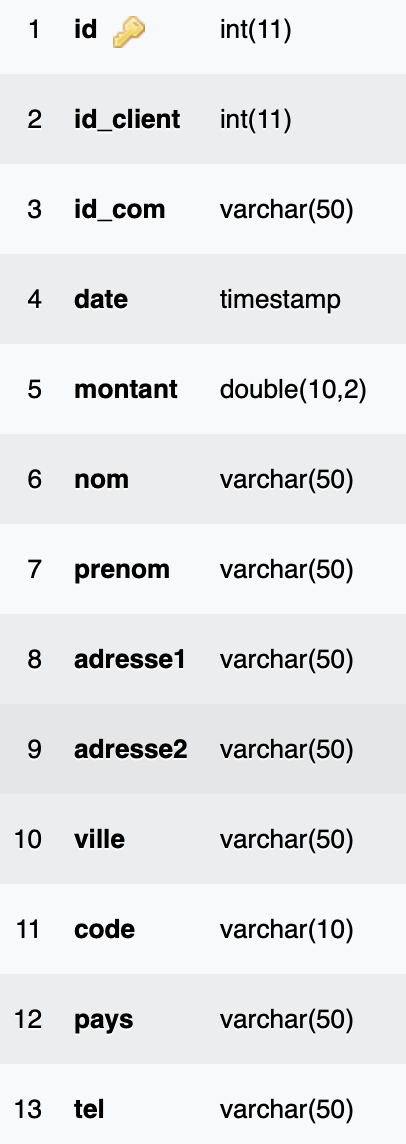 1 id int(11)
2 id_client int(11)
3 id_com varchar(50)
4 date timestamp
5 montant double(10,2)
6 nom varchar(50)
7 prenom varchar(50)
8 adresse1 varchar(50)
9 adresse2 varchar(50)
10 ville varchar(50)
11 code varchar(10)
12 pays varchar(50)
13 tel varchar(50)